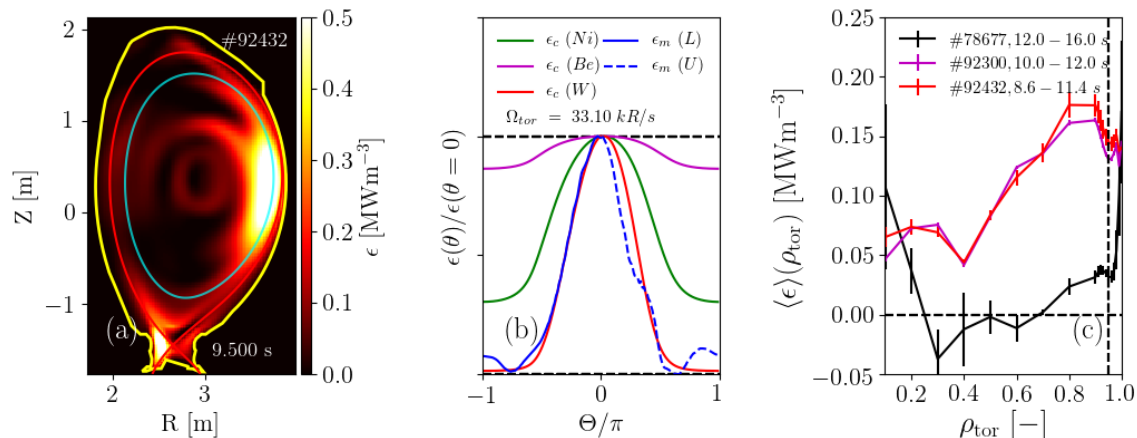 #92432
(a)
9.500 s
2
1
0
−1
Z [m]
2
3
R [m]
0.5
0.4
0.3
0.2
0.1
0.0
ϵ [MWm⁻³]
ϵc (Ni)
ϵc (Be)
ϵc (W)
ϵm (L)
ϵm (U)
Ωtor = 33.10 kR/s
(b)
ϵ(θ)/ϵ(θ = 0)
-1
0
1
Θ/π
#78677, 12.0 − 16.0 s
#92300, 10.0 − 12.0 s
#92432, 8.6 − 11.4 s
(c)
0.25
0.20
0.15
0.10
0.05
0.00
−0.05
⟨ϵ⟩(ρtor) [MWm⁻³]
0.2
0.4
0.6
0.8
1.0
ρtor [−]